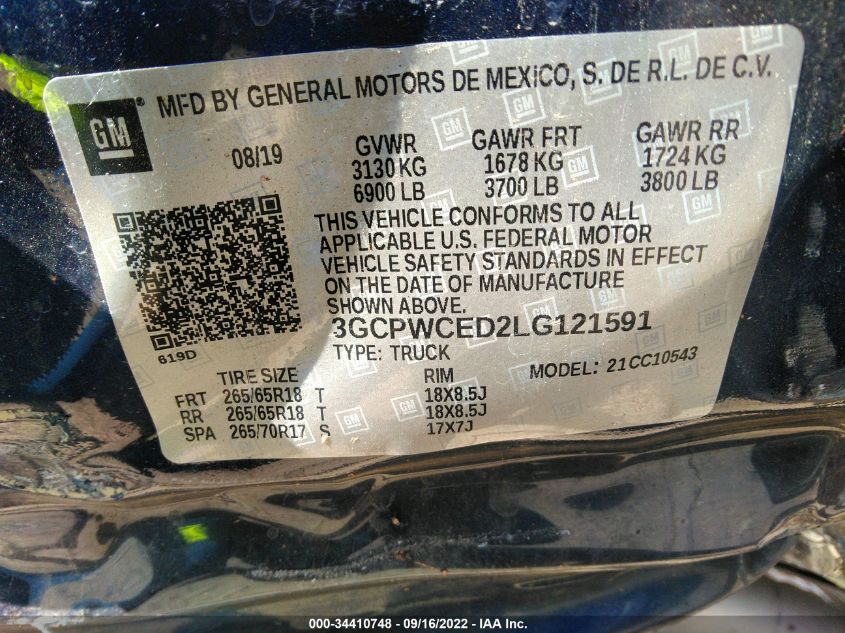 MFD BY GENERAL MOTORS DE MEXICO, S. DE R.L. DE C.V.
GM
08/19
GVWR GAWR FRT GAWR RR
3130 KG 1678 KG 1724 KG
6900 LB 3700 LB 3800 LB
THIS VEHICLE CONFORMS TO ALL
APPLICABLE U.S. FEDERAL MOTOR
VEHICLE SAFETY STANDARDS IN EFFECT
ON THE DATE OF MANUFACTURE
SHOWN ABOVE.
619D
3GCPWCED2LG121591
TYPE: TRUCK MODEL: 21CC10543
TIRE SIZE RIM
FRT 265/65R18 T 18X8.5J
RR 265/65R18 T 18X8.5J
SPA 265/70R17 S 17X7J
000-34410748 - 09/16/2022 - IAA Inc.